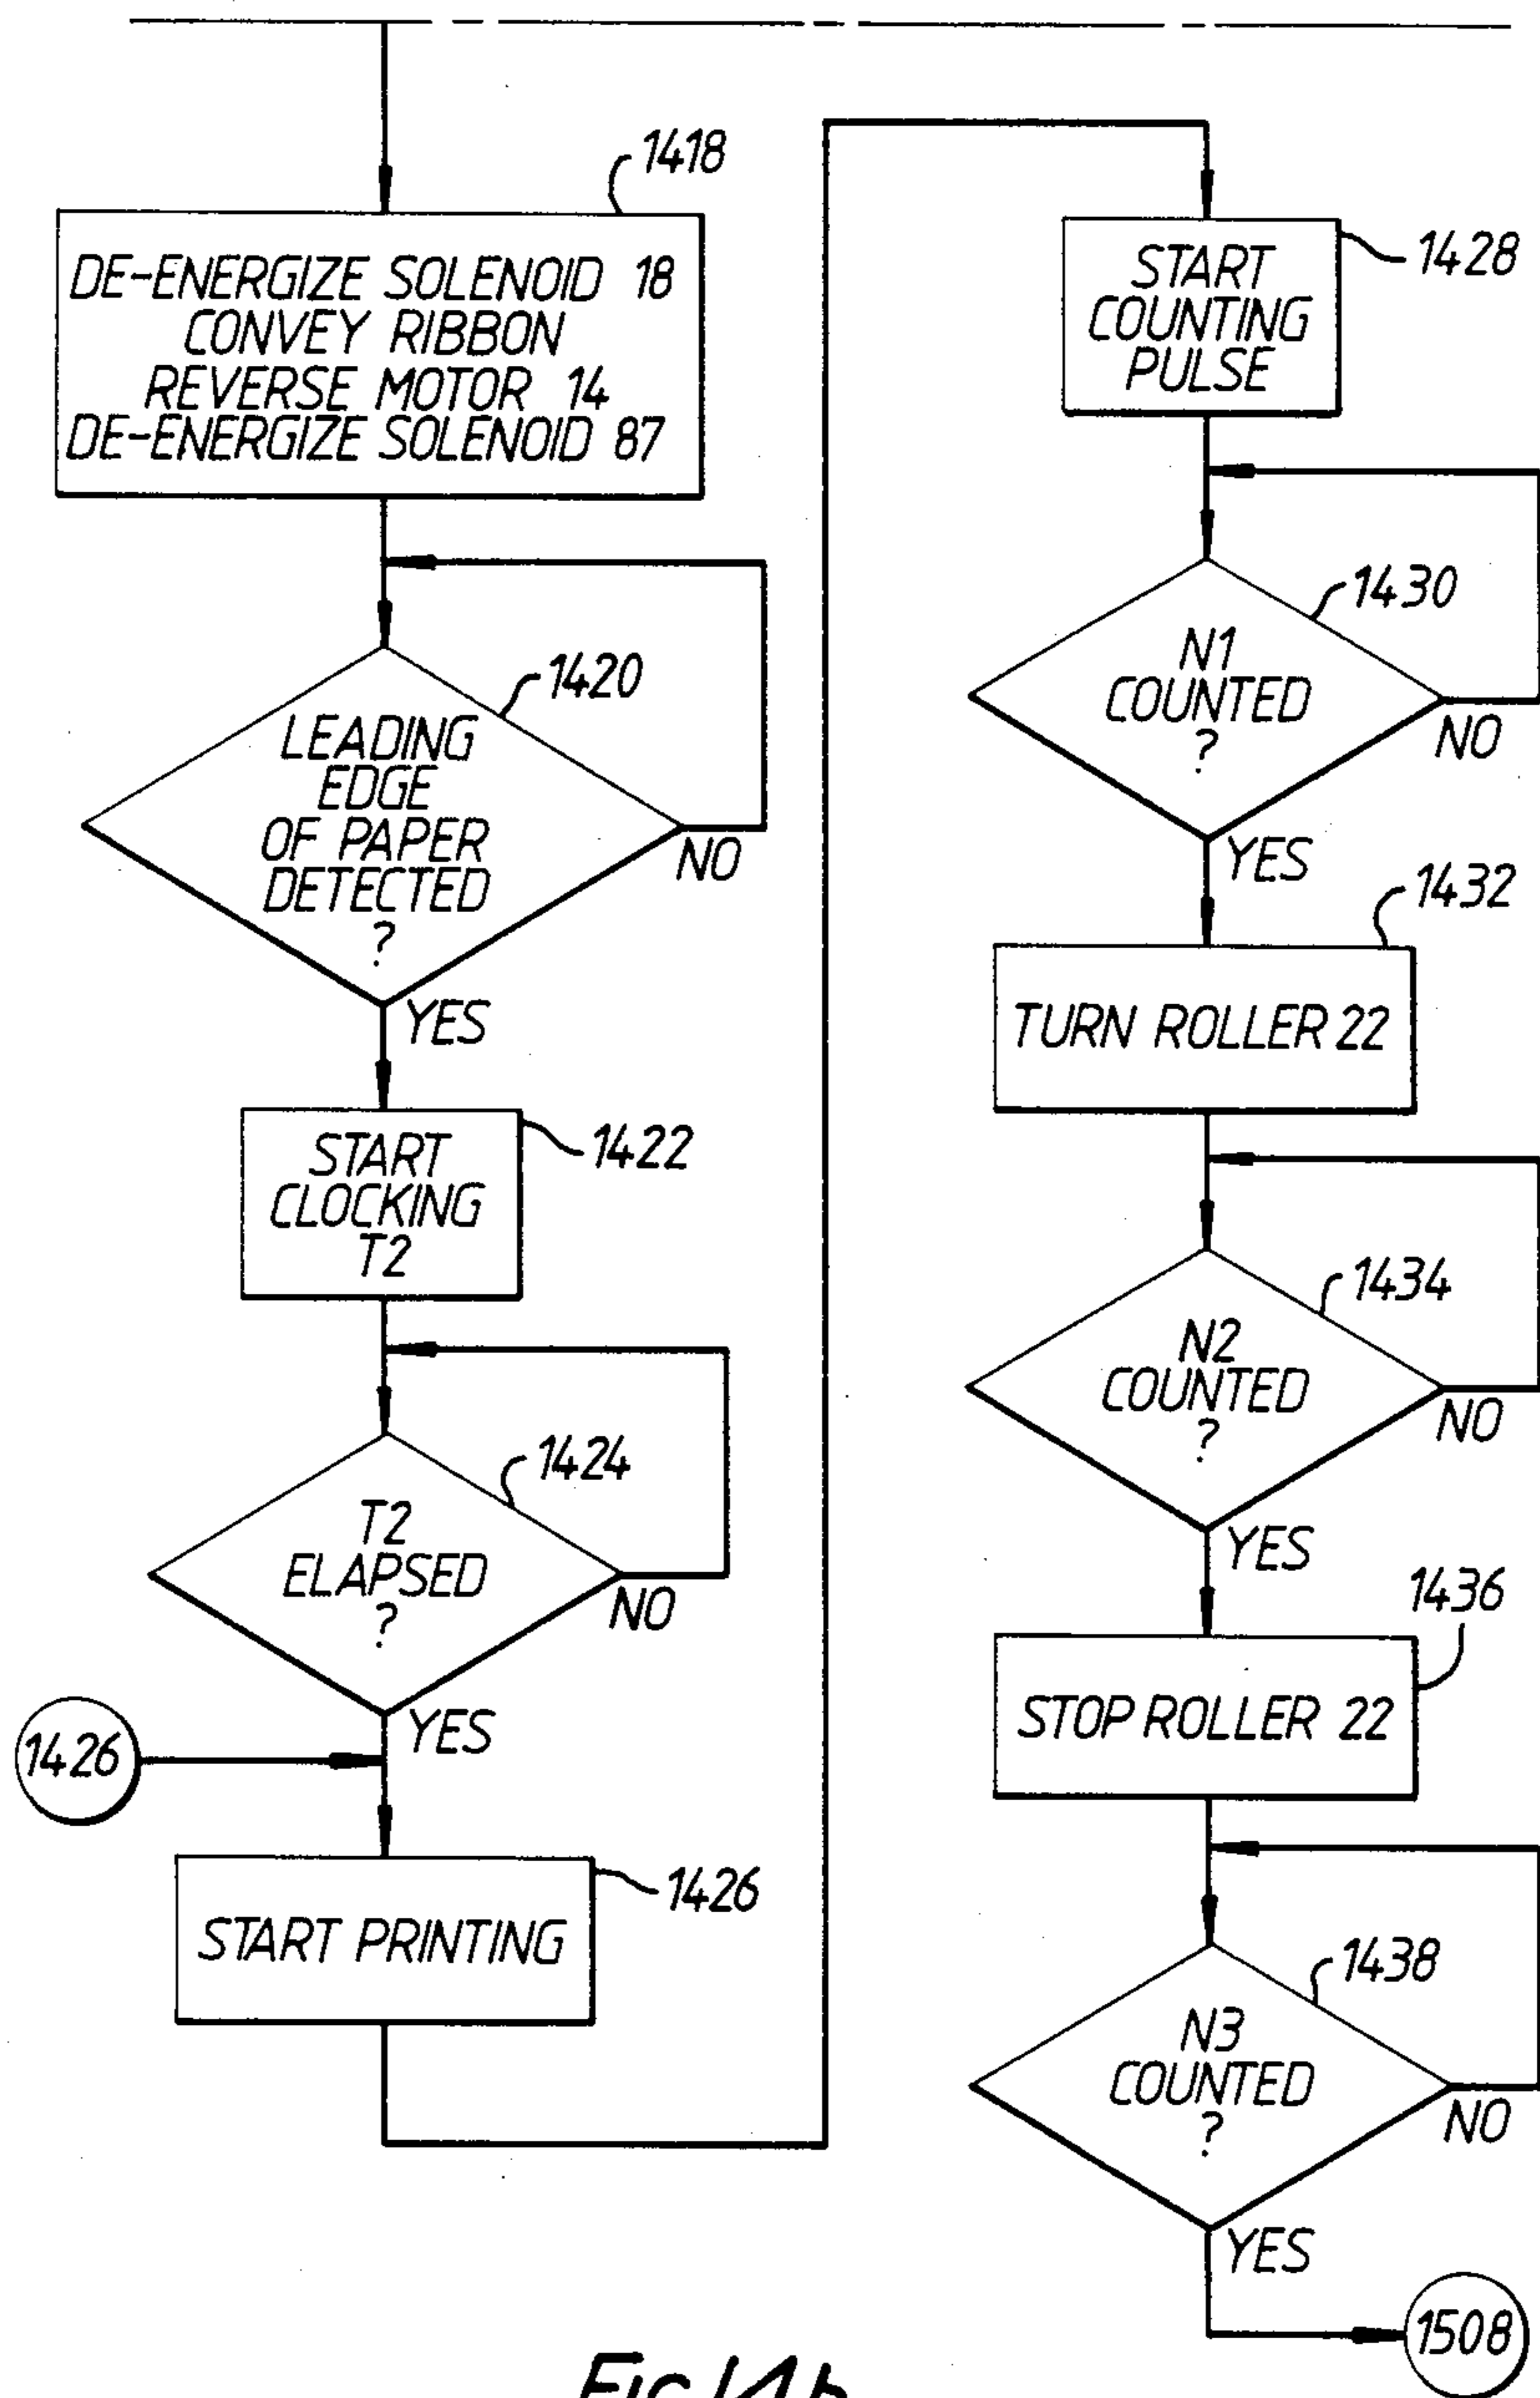 1418
DE-ENERGIZE SOLENOID 18
CONVEY RIBBON
REVERSE MOTOR 14
DE-ENERGIZE SOLENOID 87
1420
LEADING
EDGE
OF PAPER
DETECTED
?
NO
YES
1422
START
CLOCKING
T2
1424
T2
ELAPSED
?
NO
YES
1426
1426
START PRINTING
1428
START
COUNTING
PULSE
1430
N1
COUNTED
?
NO
YES
1432
TURN ROLLER 22
1434
N2
COUNTED
?
NO
YES
1436
STOP ROLLER 22
1438
N3
COUNTED
?
NO
YES
1508
FIG.14b